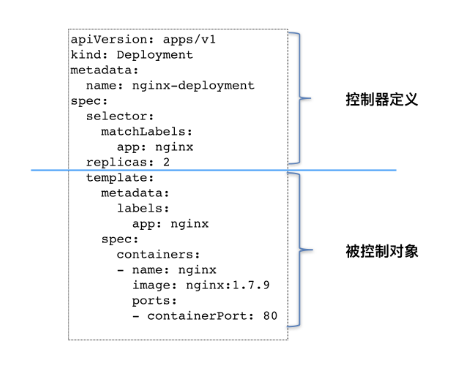 apiVersion: apps/v1
kind: Deployment
metadata:
  name: nginx-deployment
spec:
  selector:
    matchLabels:
      app: nginx
  replicas: 2
  template:
    metadata:
      labels:
        app: nginx
    spec:
      containers:
      - name: nginx
        image: nginx:1.7.9
        ports:
        - containerPort: 80
控制器定义
被控制对象